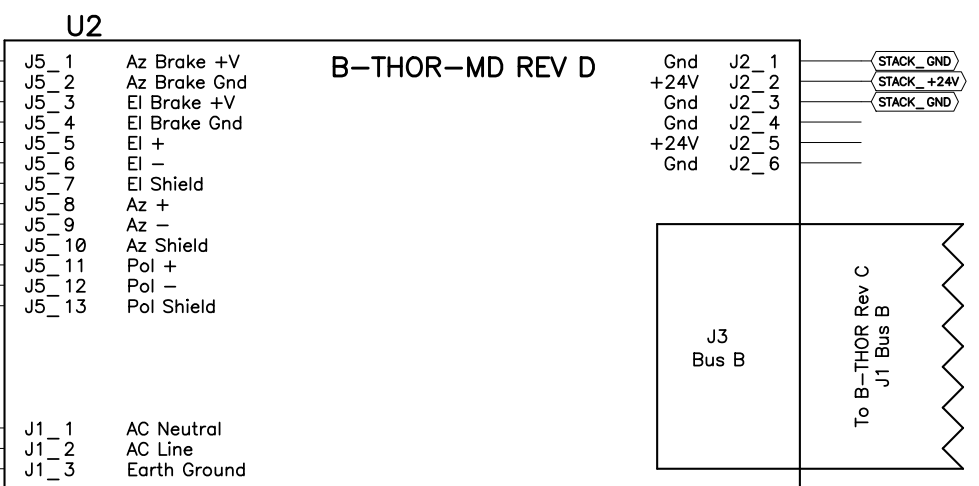 U2
B-THOR-MD REV D
J5_1 Az Brake +V
J5_2 Az Brake Gnd
J5_3 El Brake +V
J5_4 El Brake Gnd
J5_5 El +
J5_6 El -
J5_7 El Shield
J5_8 Az +
J5_9 Az -
J5_10 Az Shield
J5_11 Pol +
J5_12 Pol -
J5_13 Pol Shield
J1_1 AC Neutral
J1_2 AC Line
J1_3 Earth Ground
Gnd J2_1 STACK_GND
+24V J2_2 STACK_+24V
Gnd J2_3 STACK_GND
Gnd J2_4
+24V J2_5
Gnd J2_6
J3
Bus B
To B-THOR Rev C
J1 Bus B